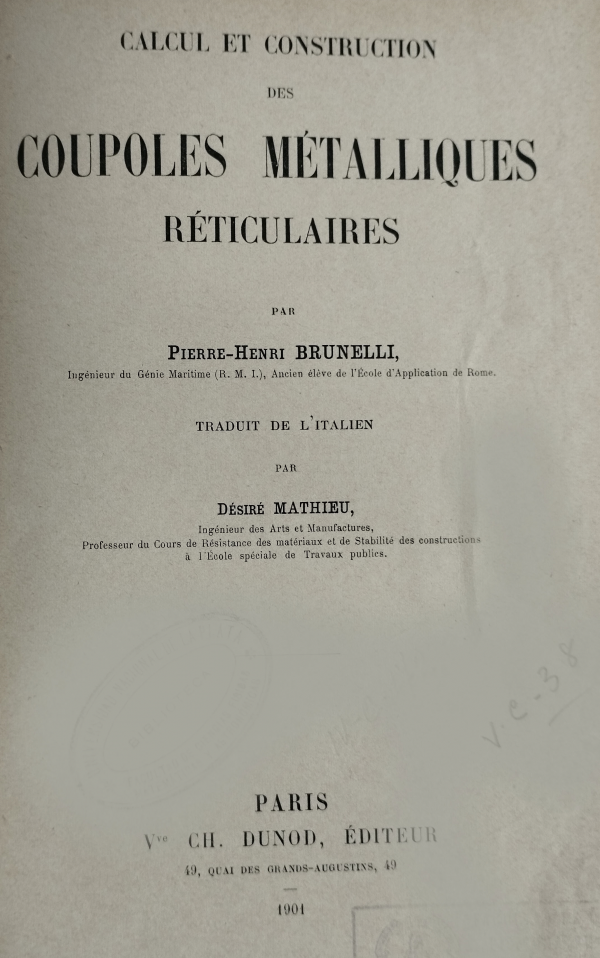 CALCUL ET CONSTRUCTION
DES
COUPOLES MÉTALLIQUES
RÉTICULAIRES
PAR
PIERRE-HENRI BRUNELLI,
Ingénieur du Génie Maritime (R. M. I.), Ancien élève de l'École d'Application de Rome.
TRADUIT DE L'ITALIEN
PAR
DÉSIRÉ MATHIEU,
Ingénieur des Arts et Manufactures,
Professeur du Cours de Résistance des matériaux et de Stabilité des constructions
à l'École spéciale de Travaux publics.
V.C-38
PARIS
Vve CH. DUNOD, ÉDITEUR
49, QUAI DES GRANDS-AUGUSTINS, 49
1901